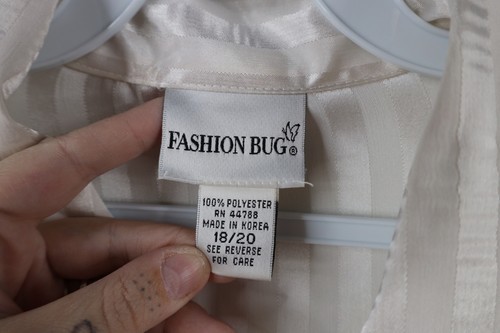 FASHION BUG®
100% POLYESTER
RN 44788
MADE IN KOREA
18/20
SEE REVERSE
FOR CARE